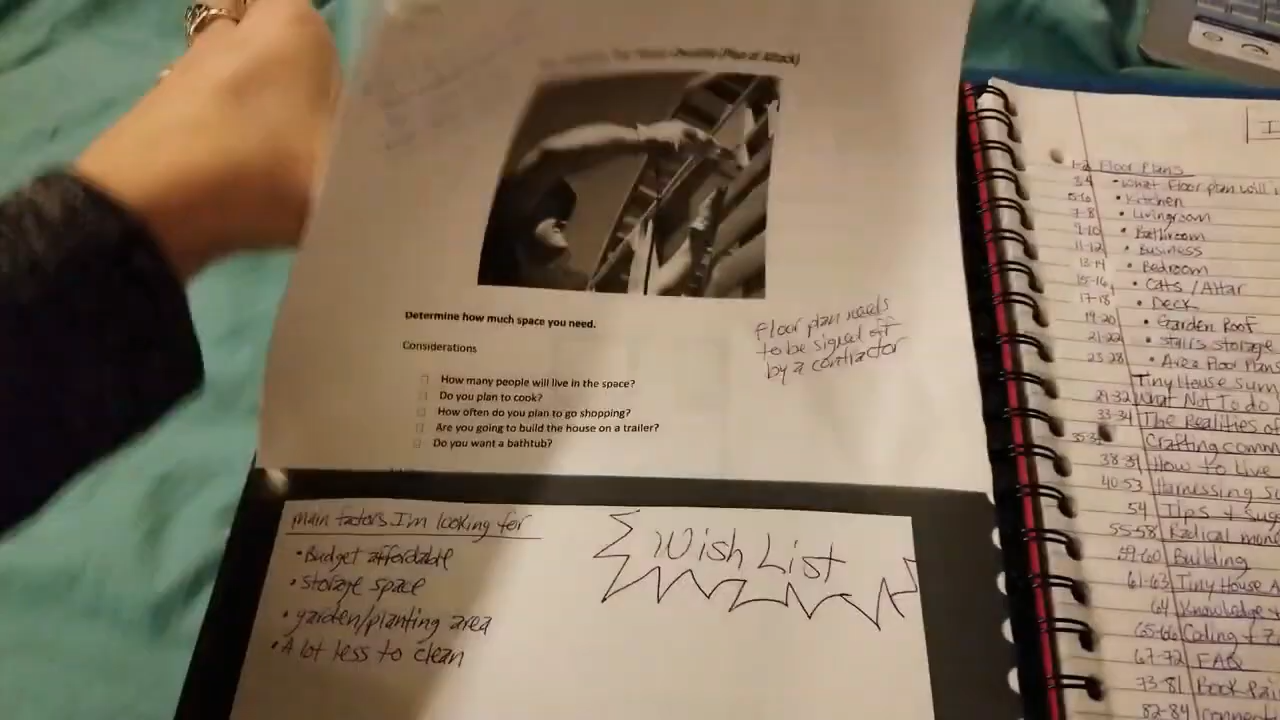 (Plan of Attack)
Determine how much space you need.
Considerations
How many people will live in the space?
Do you plan to cook?
How often do you plan to go shopping?
Are you going to build the house on a trailer?
Do you want a bathtub?
Floor plan needs
to be signed off
by a contractor
main factors I'm looking for
• Budget affordable
• storage space
• garden/planting area
• A lot less to clean
Wish List
1-2 Floor Plans
3-4 • what floor plan will
5-6 • Kitchen
7-8 • Livingroom
9-10 • Bathroom
11-12 • Business
13-14 • Bedroom
15-16 • Cats / Altar
17-18 • Deck
19-20 • Garden Roof
21-22 • stairs storage
23-28 • Area Floor Plans
Tiny House
29-32 What Not To do
33-34 The Realities of
Crafting
38-39 How to Live
40-53 Harnessing
54 Tips +
55-58 Radical
59-60 Building
61-63 Tiny House
64 Knowledge +
65-66
67-72 FAQ
73-81 Book
82-84